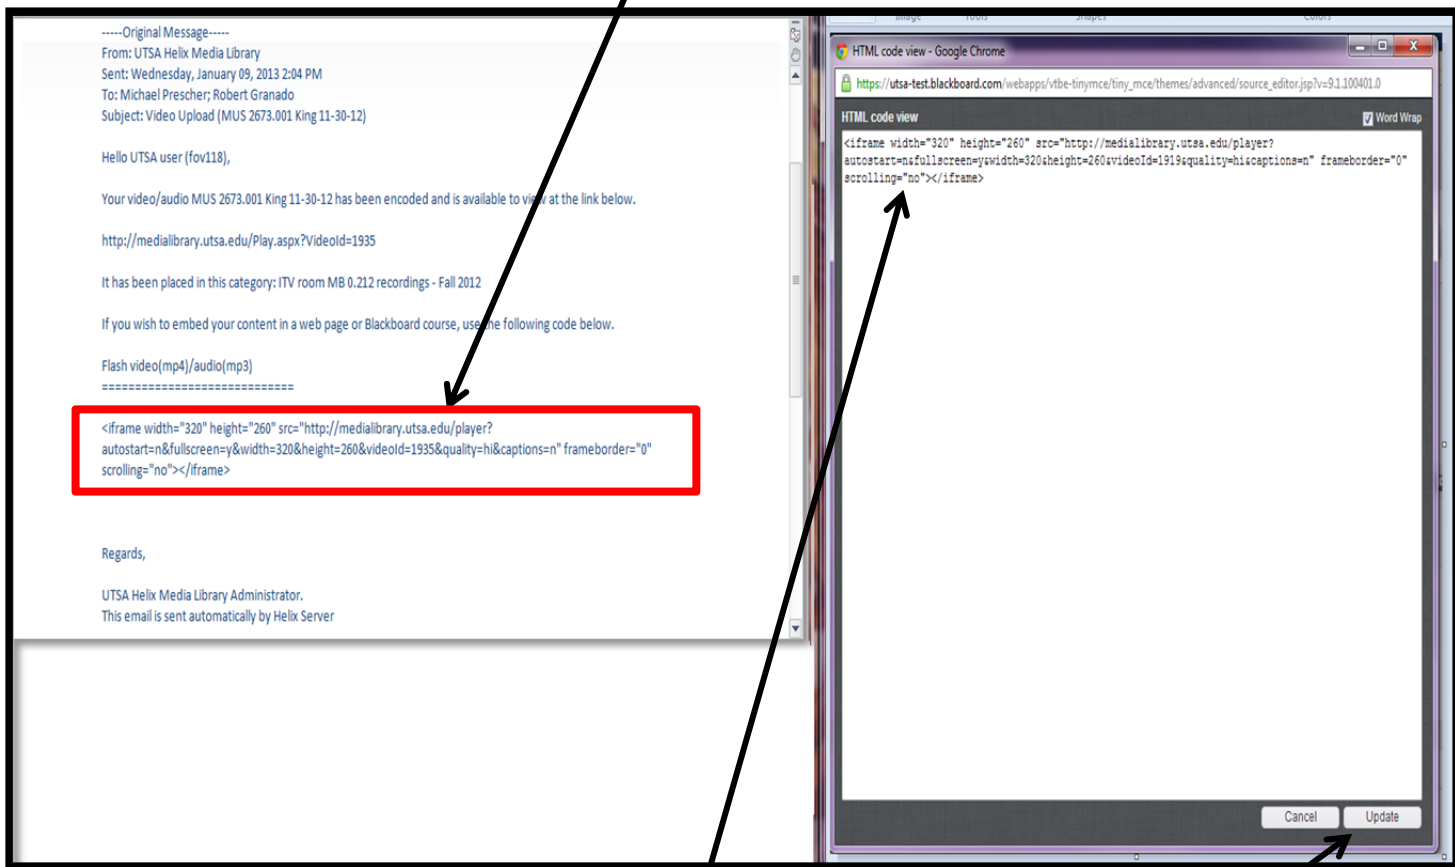 -----Original Message-----
From: UTSA Helix Media Library
Sent: Wednesday, January 09, 2013 2:04 PM
To: Michael Prescher; Robert Granado
Subject: Video Upload (MUS 2673.001 King 11-30-12)
Hello UTSA user (fov118),
Your video/audio MUS 2673.001 King 11-30-12 has been encoded and is available to view at the link below.
http://medialibrary.utsa.edu/Play.aspx?VideoId=1935
It has been placed in this category: ITV room MB 0.212 recordings - Fall 2012
If you wish to embed your content in a web page or Blackboard course, use the following code below.
Flash video(mp4)/audio(mp3)
=============================
<iframe width="320" height="260" src="http://medialibrary.utsa.edu/player?
autostart=n&fullscreen=y&width=320&height=260&videoId=1935&quality=hi&captions=n" frameborder="0"
scrolling="no"></iframe>
Regards,
UTSA Helix Media Library Administrator.
This email is sent automatically by Helix Server
Image Tools Shapes Colors
HTML code view - Google Chrome
https://utsa-test.blackboard.com/webapps/vtbe-tinymce/tiny_mce/themes/advanced/source_editor.jsp?v=9.1.100401.0
HTML code view Word Wrap
<iframe width="320" height="260" src="http://medialibrary.utsa.edu/player?
autostart=n&fullscreen=y&width=320&height=260&videoId=1919&quality=hi&captions=n" frameborder="0"
scrolling="no"></iframe>
Cancel Update